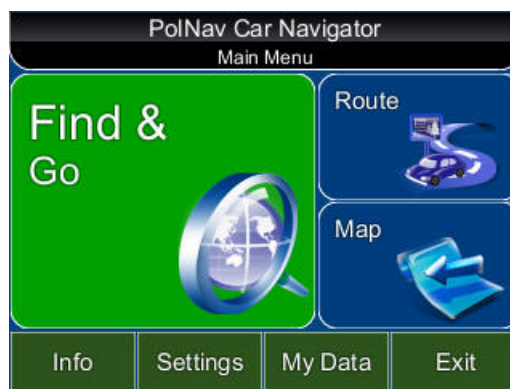 PolNav Car Navigator
Main Menu
Find &
Go
Route
Map
Info
Settings
My Data
Exit